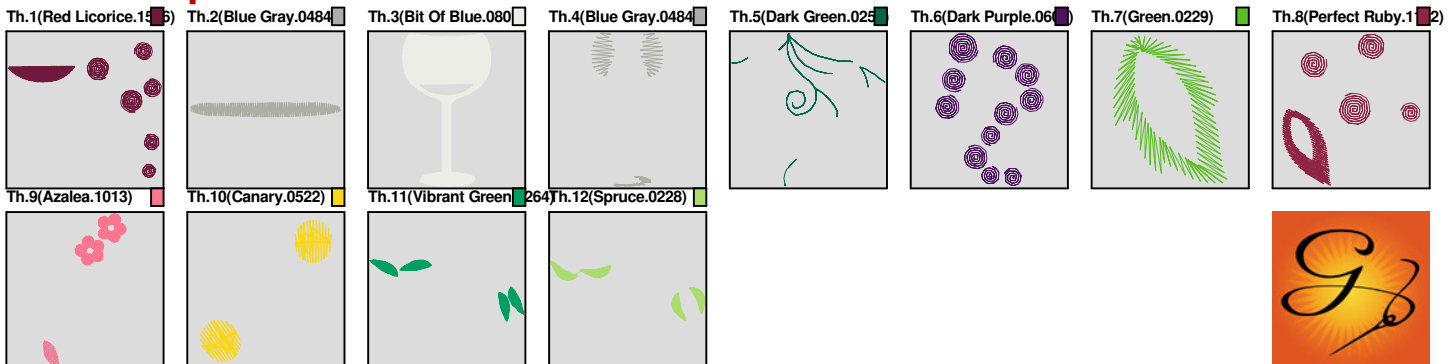 Th.1(Red Licorice.15 6) Th.2(Blue Gray.0484 Th.3(Bit Of Blue.080 Th.4(Blue Gray.0484 Th.5(Dark Green.025 Th.6(Dark Purple.06 ) Th.7(Green.0229) Th.8(Perfect Ruby.1 2)
Th.9(Azalea.1013) Th.10(Canary.0522) Th.11(Vibrant Green. 264) Th.12(Spruce.0228)
G